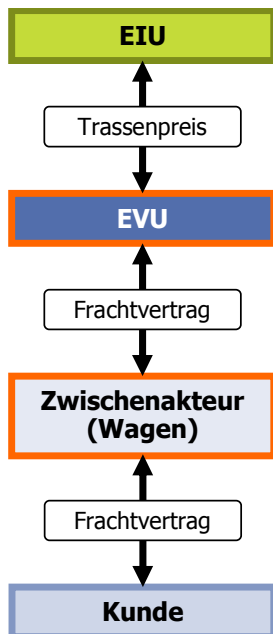 EIU
Trassenpreis
EVU
Frachtvertrag
Zwischenakteur
(Wagen)
Frachtvertrag
Kunde